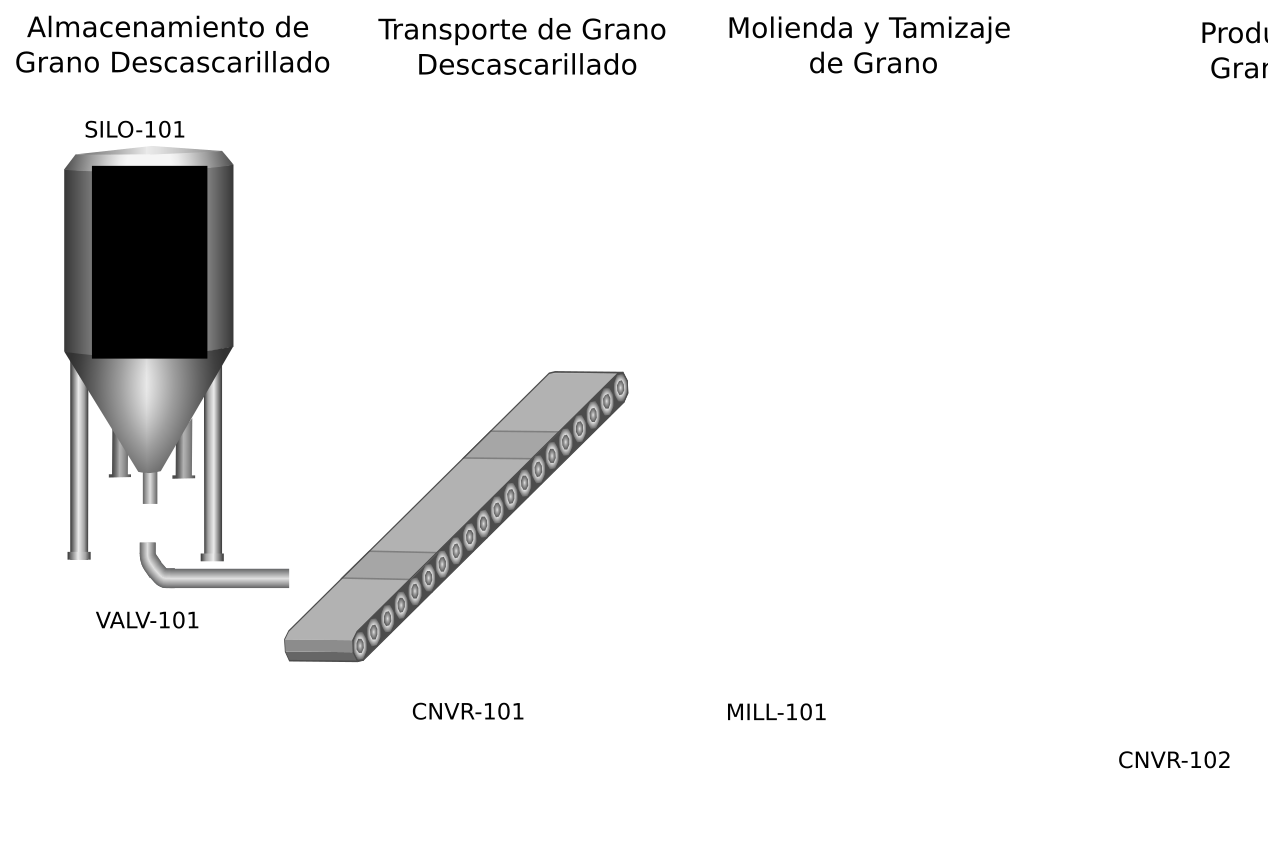 Almacenamiento de
Grano Descascarillado
Transporte de Grano
Descascarillado
Molienda y Tamizaje
de Grano
SILO-101
VALV-101
CNVR-101
MILL-101
CNVR-102